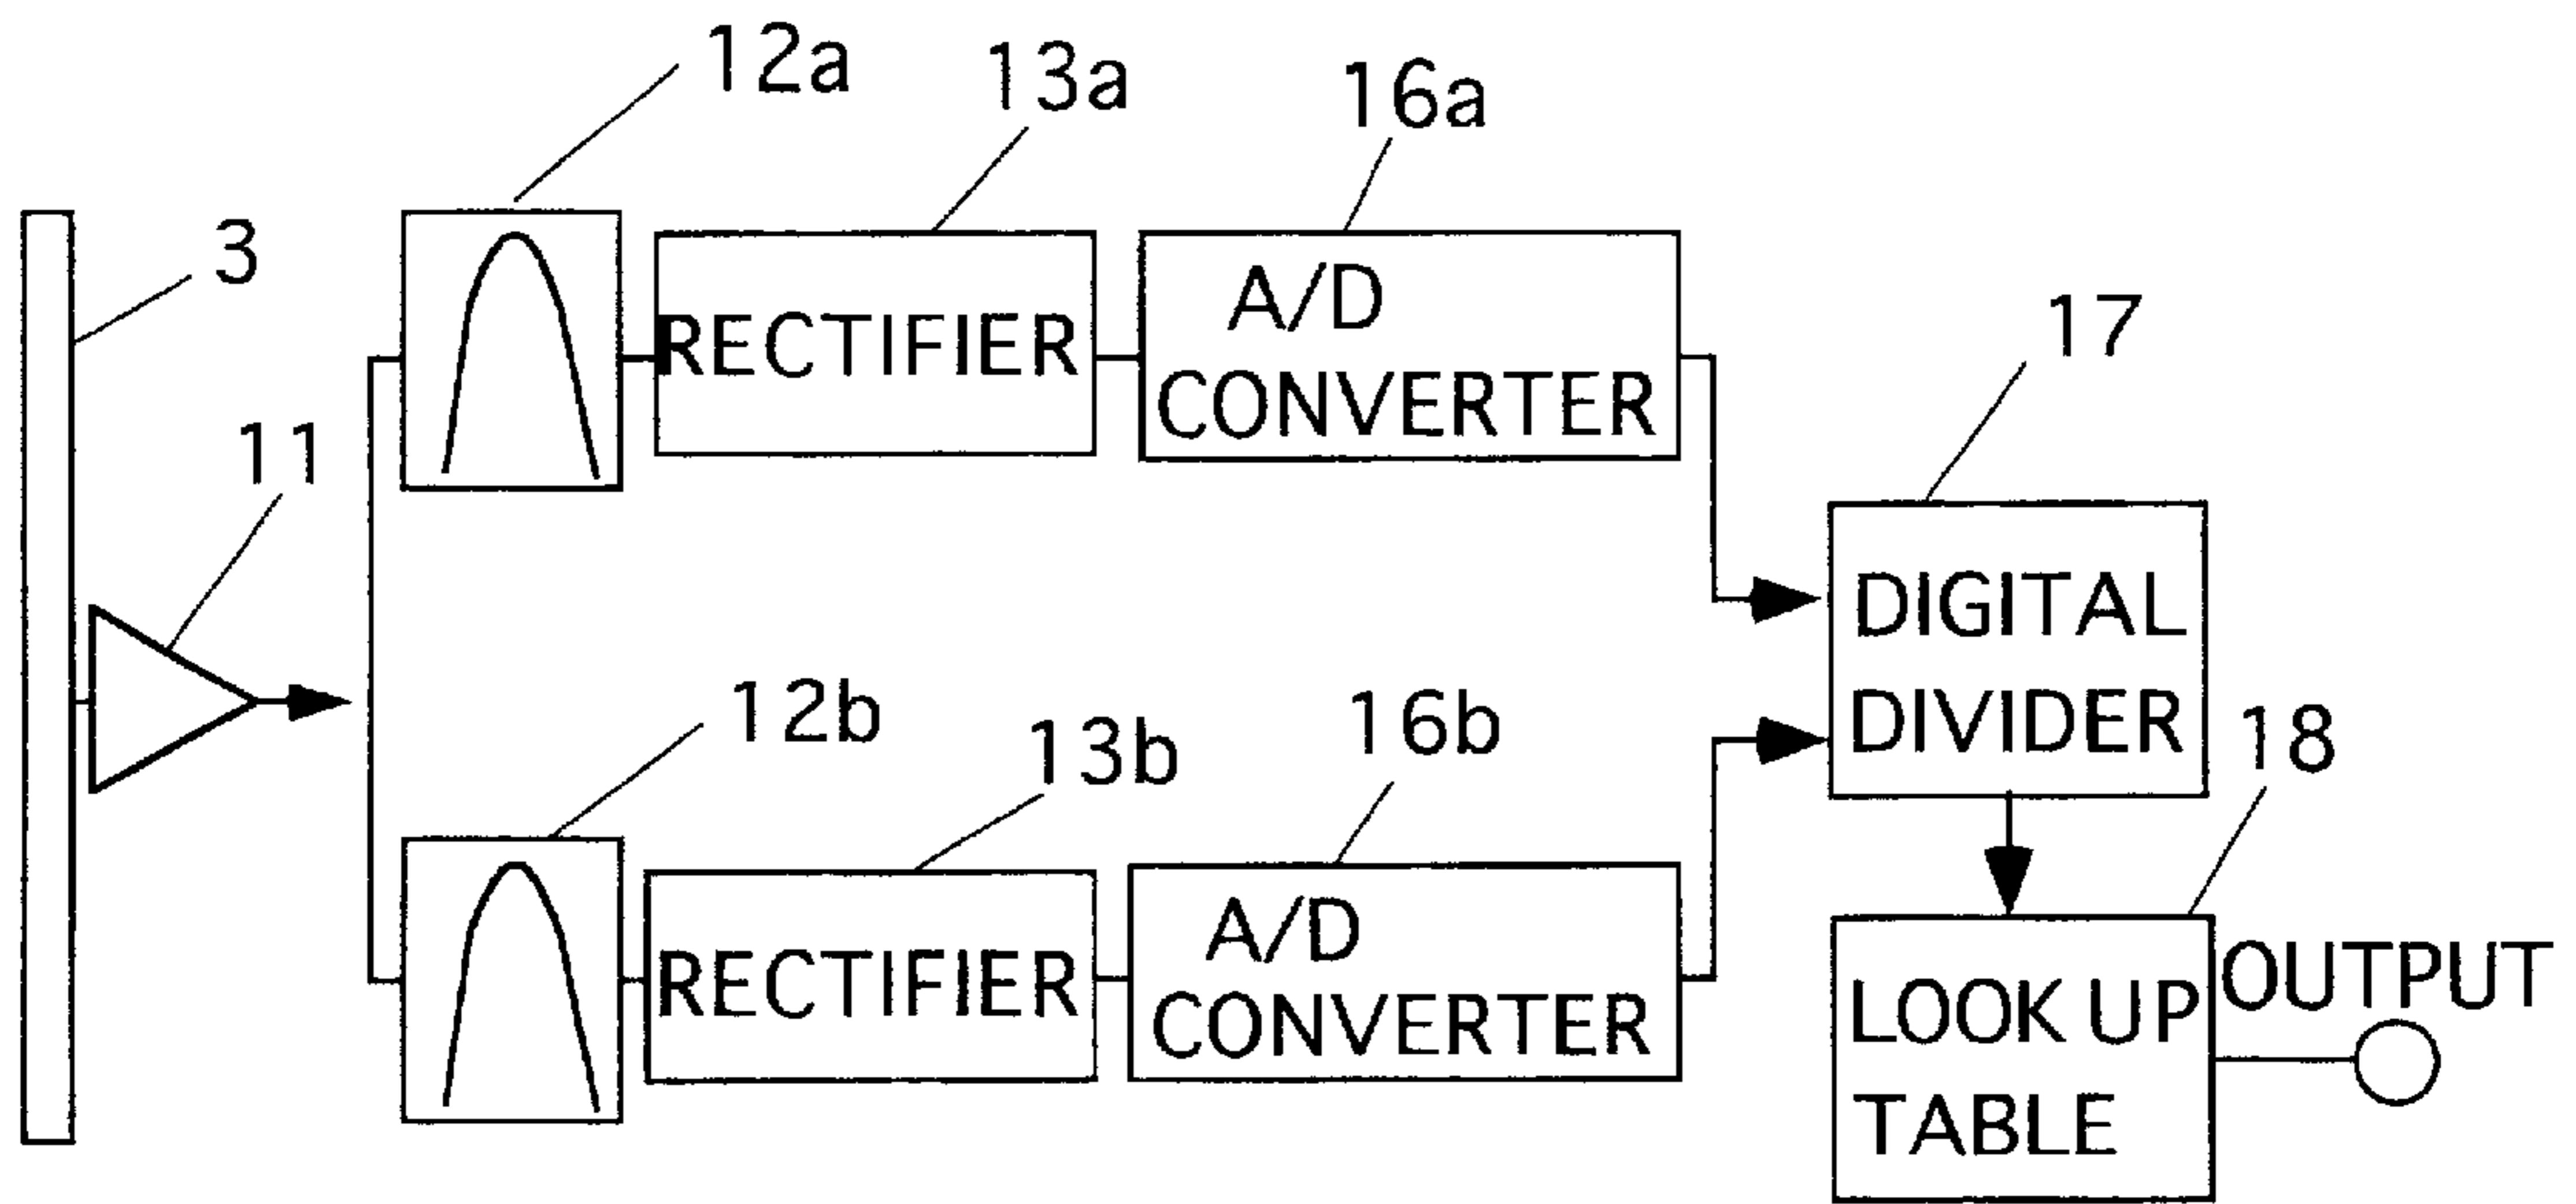 12a
13a
16a
3
A/D
RECTIFIER
CONVERTER
17
11
DIGITAL
DIVIDER
12b
13b
16b
18
A/D
RECTIFIER
CONVERTER
LOOK UP
TABLE
OUTPUT